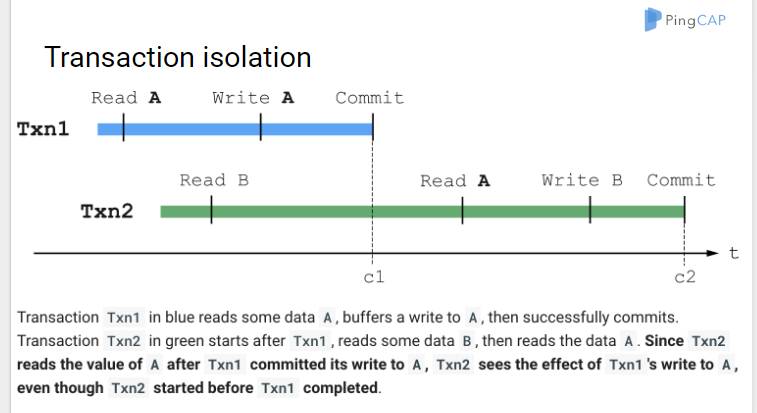 PingCAP
Transaction isolation
Read A Write A Commit
Txn1
Read B Read A Write B Commit
Txn2
t
c1 c2
Transaction Txn1 in blue reads some data A, buffers a write to A, then successfully commits.
Transaction Txn2 in green starts after Txn1, reads some data B, then reads the data A. Since Txn2
reads the value of A after Txn1 committed its write to A, Txn2 sees the effect of Txn1's write to A,
even though Txn2 started before Txn1 completed.